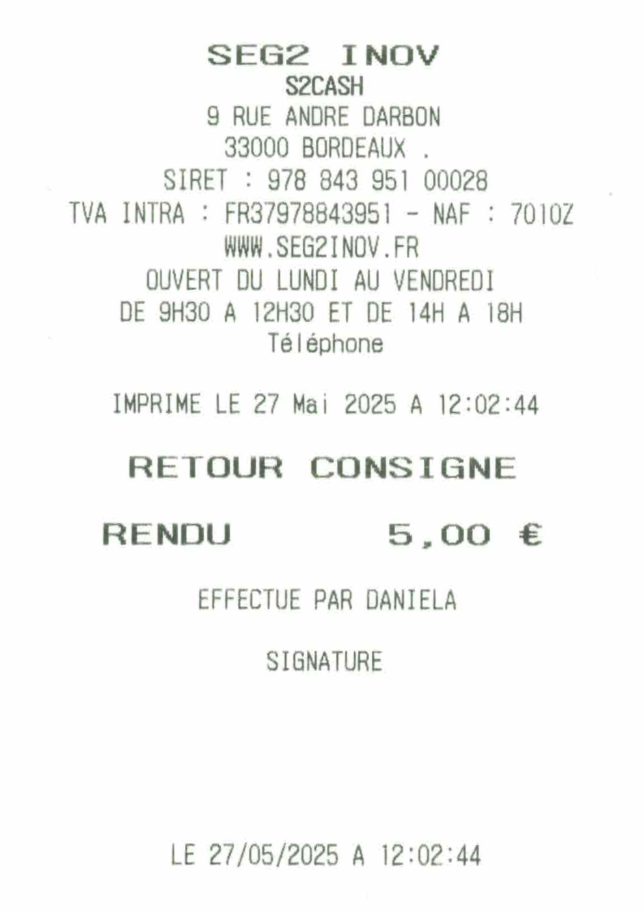 SEG2 INOV
S2CASH
9 RUE ANDRE DARBON
33000 BORDEAUX .
SIRET : 978 843 951 00028
TVA INTRA : FR37978843951 - NAF : 7010Z
WWW.SEG2INOV.FR
OUVERT DU LUNDI AU VENDREDI
DE 9H30 A 12H30 ET DE 14H A 18H
Téléphone
IMPRIME LE 27 Mai 2025 A 12:02:44
RETOUR CONSIGNE
RENDU 5,00 €
EFFECTUE PAR DANIELA
SIGNATURE
LE 27/05/2025 A 12:02:44